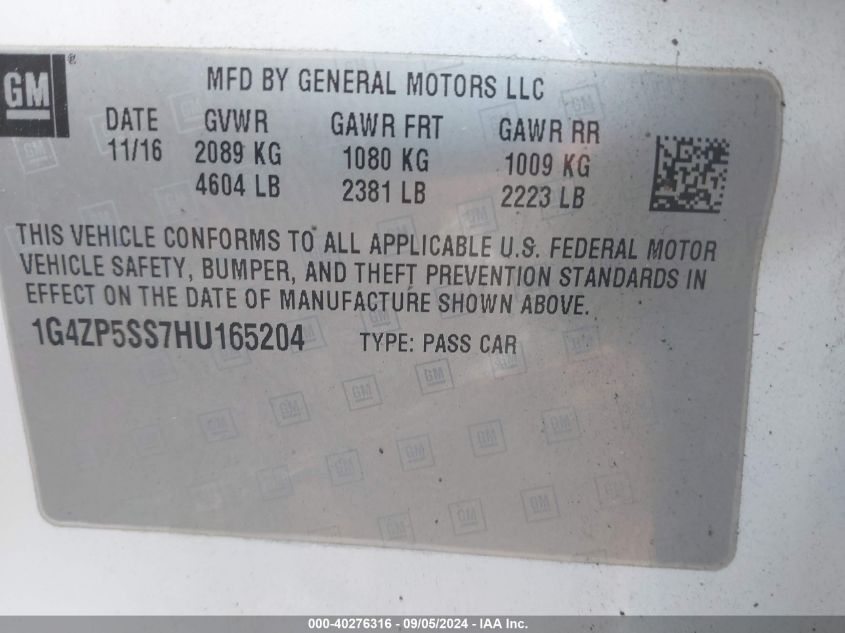 GM®
MFD BY GENERAL MOTORS LLC
DATE GVWR GAWR FRT GAWR RR
11/16 2089 KG 1080 KG 1009 KG
4604 LB 2381 LB 2223 LB
THIS VEHICLE CONFORMS TO ALL APPLICABLE U.S. FEDERAL MOTOR
VEHICLE SAFETY, BUMPER, AND THEFT PREVENTION STANDARDS IN
EFFECT ON THE DATE OF MANUFACTURE SHOWN ABOVE.
1G4ZP5SS7HU165204 TYPE: PASS CAR
000-40276316 - 09/05/2024 - IAA Inc.